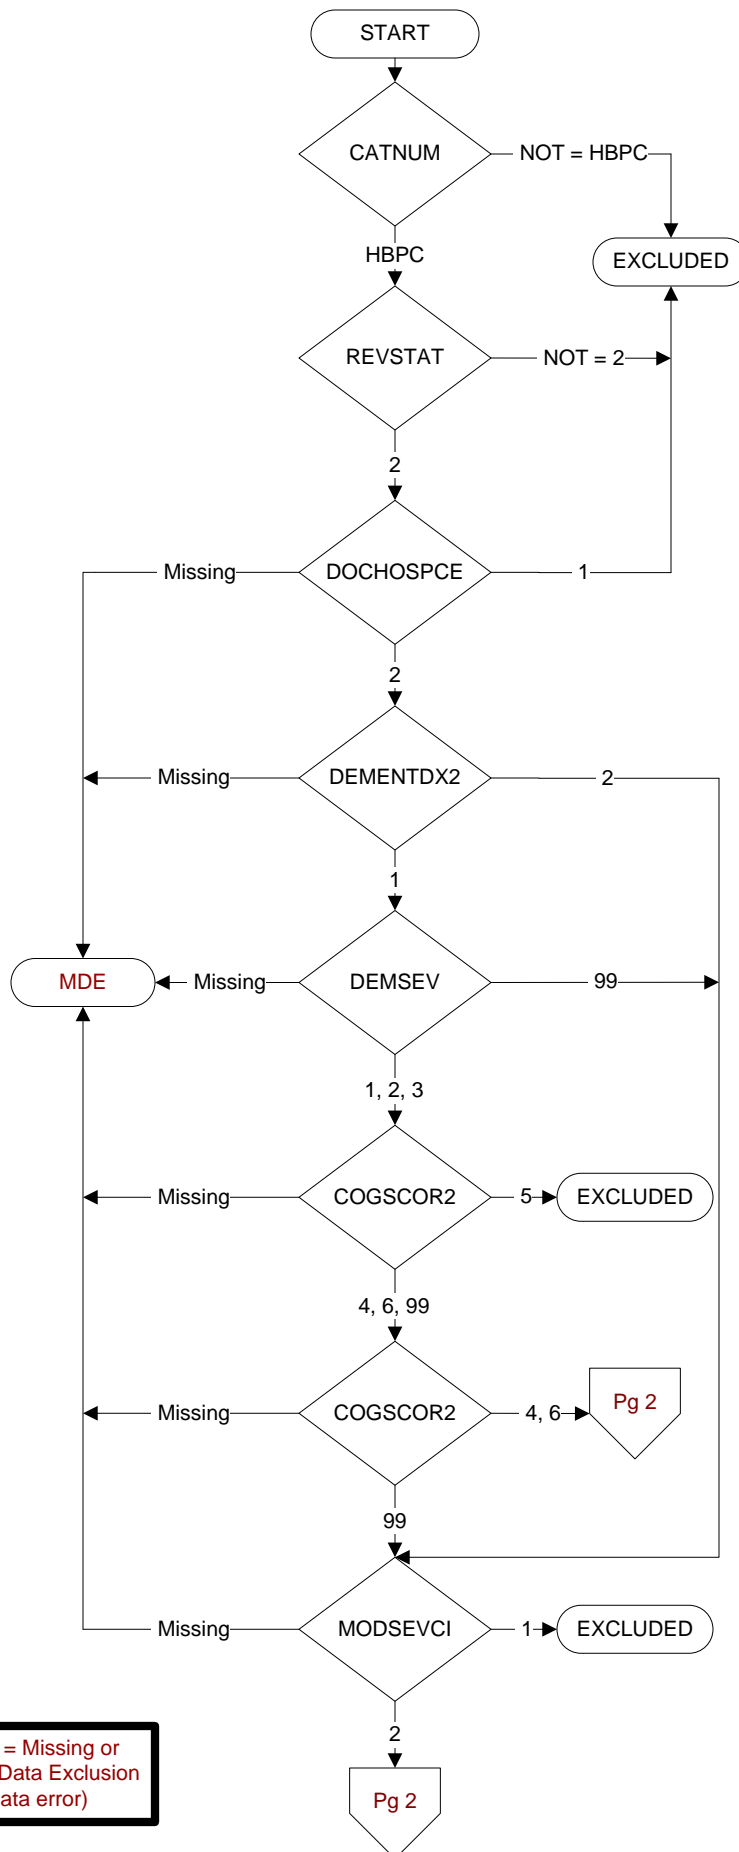 START
CATNUM
NOT = HBPC
HBPC
EXCLUDED
REVSTAT
NOT = 2
2
Missing
DOCHOSPCE
1
2
Missing
DEMENTDX2
2
1
MDE
Missing
DEMSEV
99
1, 2, 3
Missing
COGSCOR2
5
EXCLUDED
4, 6, 99
Missing
COGSCOR2
4, 6
Pg 2
99
Missing
MODSEVCI
1
EXCLUDED
2
= Missing or
Data Exclusion
ata error)
Pg 2